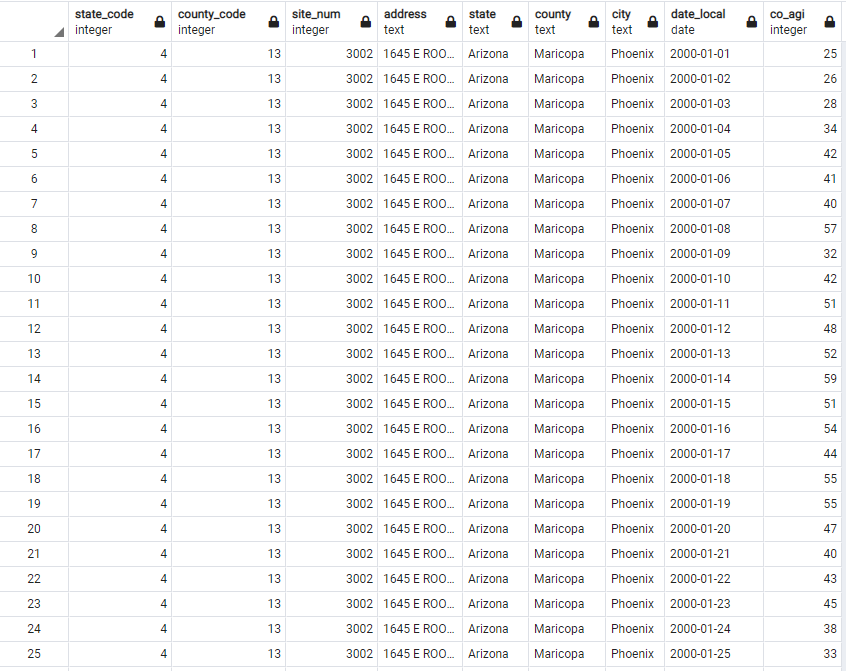 state_code county_code site_num address state county city date_local co_agi
integer integer integer text text text text date integer
1 4 13 3002 1645 E ROO... Arizona Maricopa Phoenix 2000-01-01 25
2 4 13 3002 1645 E ROO... Arizona Maricopa Phoenix 2000-01-02 26
3 4 13 3002 1645 E ROO... Arizona Maricopa Phoenix 2000-01-03 28
4 4 13 3002 1645 E ROO... Arizona Maricopa Phoenix 2000-01-04 34
5 4 13 3002 1645 E ROO... Arizona Maricopa Phoenix 2000-01-05 42
6 4 13 3002 1645 E ROO... Arizona Maricopa Phoenix 2000-01-06 41
7 4 13 3002 1645 E ROO... Arizona Maricopa Phoenix 2000-01-07 40
8 4 13 3002 1645 E ROO... Arizona Maricopa Phoenix 2000-01-08 57
9 4 13 3002 1645 E ROO... Arizona Maricopa Phoenix 2000-01-09 32
10 4 13 3002 1645 E ROO... Arizona Maricopa Phoenix 2000-01-10 42
11 4 13 3002 1645 E ROO... Arizona Maricopa Phoenix 2000-01-11 51
12 4 13 3002 1645 E ROO... Arizona Maricopa Phoenix 2000-01-12 48
13 4 13 3002 1645 E ROO... Arizona Maricopa Phoenix 2000-01-13 52
14 4 13 3002 1645 E ROO... Arizona Maricopa Phoenix 2000-01-14 59
15 4 13 3002 1645 E ROO... Arizona Maricopa Phoenix 2000-01-15 51
16 4 13 3002 1645 E ROO... Arizona Maricopa Phoenix 2000-01-16 54
17 4 13 3002 1645 E ROO... Arizona Maricopa Phoenix 2000-01-17 44
18 4 13 3002 1645 E ROO... Arizona Maricopa Phoenix 2000-01-18 55
19 4 13 3002 1645 E ROO... Arizona Maricopa Phoenix 2000-01-19 55
20 4 13 3002 1645 E ROO... Arizona Maricopa Phoenix 2000-01-20 47
21 4 13 3002 1645 E ROO... Arizona Maricopa Phoenix 2000-01-21 40
22 4 13 3002 1645 E ROO... Arizona Maricopa Phoenix 2000-01-22 43
23 4 13 3002 1645 E ROO... Arizona Maricopa Phoenix 2000-01-23 45
24 4 13 3002 1645 E ROO... Arizona Maricopa Phoenix 2000-01-24 38
25 4 13 3002 1645 E ROO... Arizona Maricopa Phoenix 2000-01-25 33